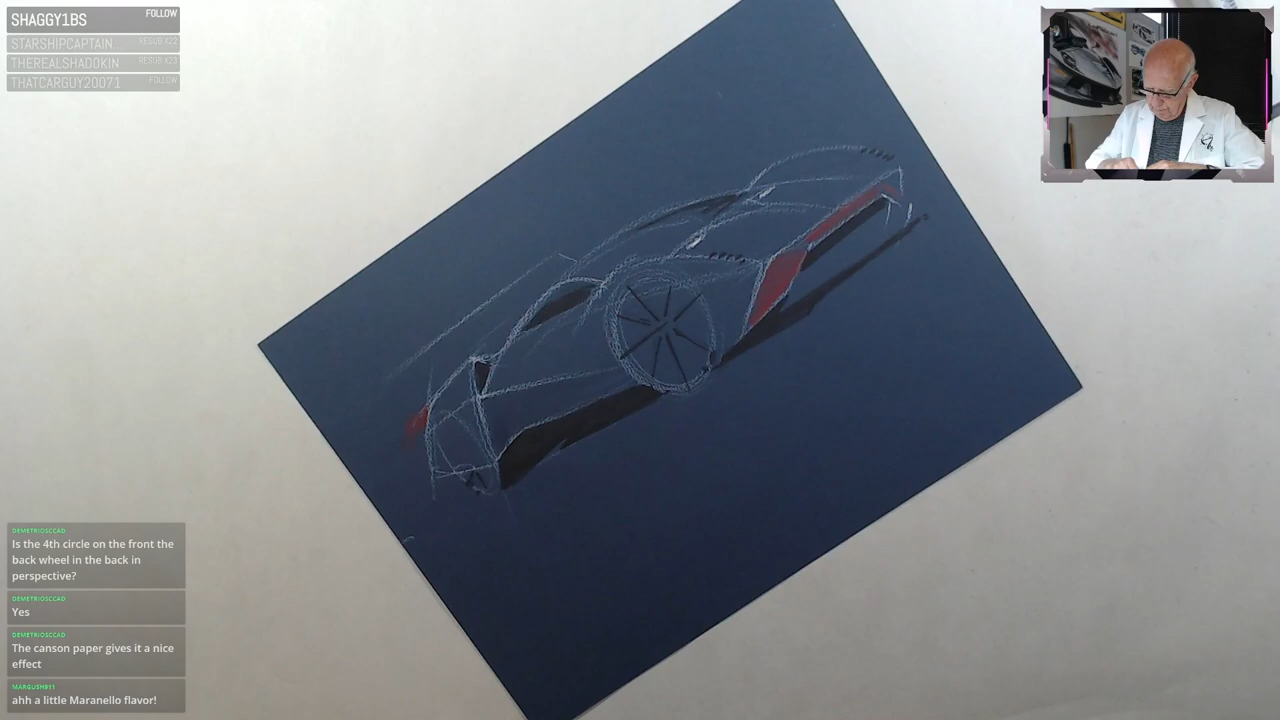 SHAGGY1BS FOLLOW
STARSHIPCAPTAIN RESUB X22
THEREALSHADOKIN RESUB X23
THATCARGUY20071 FOLLOW
DEMETRIOSCCAD
Is the 4th circle on the front the
back wheel in the back in
perspective?
DEMETRIOSCCAD
Yes
DEMETRIOSCCAD
The canson paper gives it a nice
effect
MARGUSH911
ahh a little Maranello flavor!